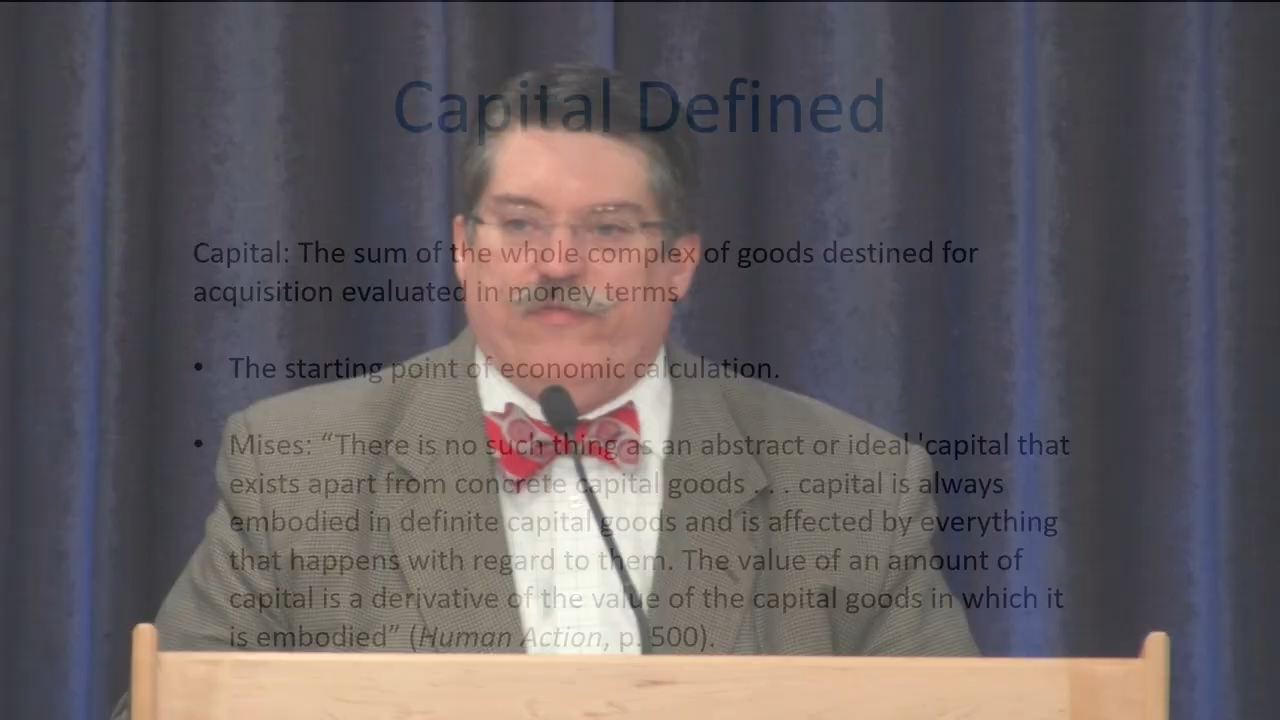 Capital Defined
Capital: The sum of the whole complex of goods destined for
acquisition evaluated in money terms
• The starting point of economic calculation.
• Mises: “There is no such thing as an abstract or ideal 'capital that
exists apart from concrete capital goods . . . capital is always
embodied in definite capital goods and is affected by everything
that happens with regard to them. The value of an amount of
capital is a derivative of the value of the capital goods in which it
is embodied” (Human Action, p. 500).